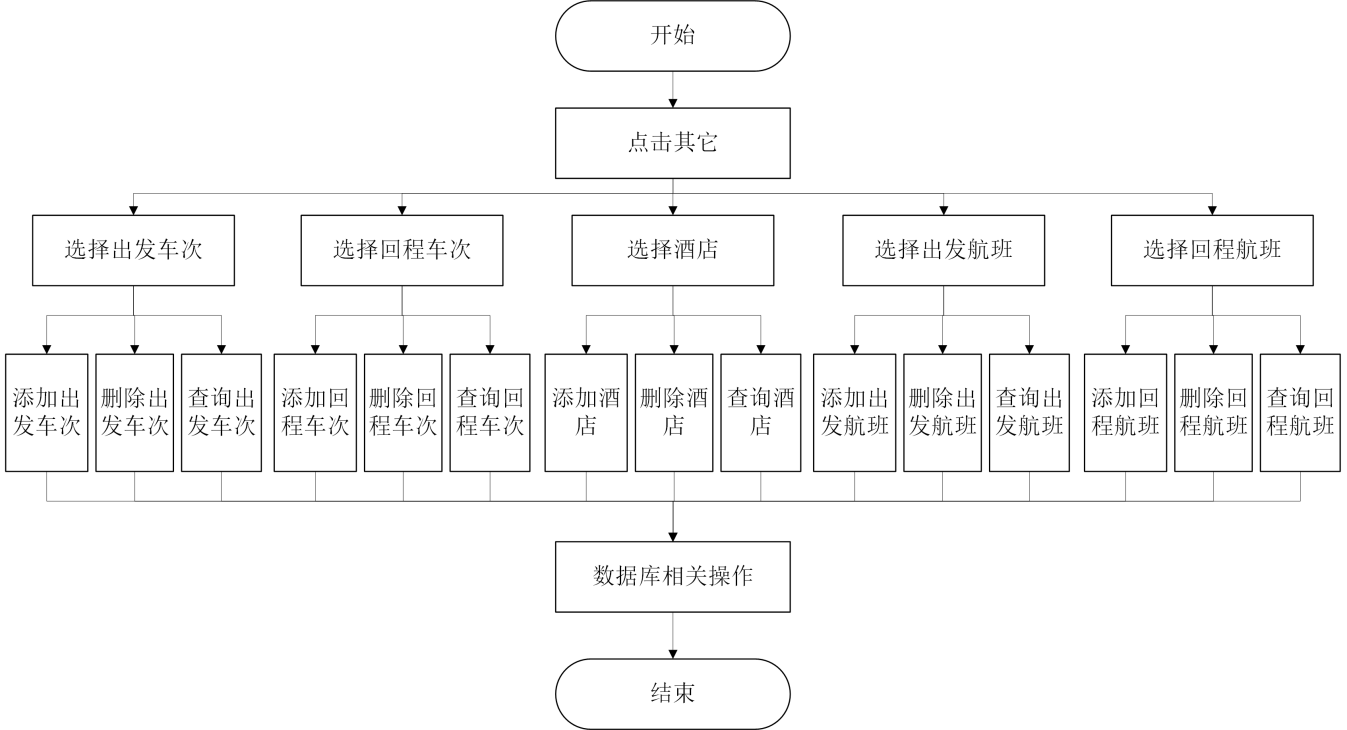 开始
点击其它
选择出发车次
选择回程车次
选择酒店
选择出发航班
选择回程航班
添加出
发车次
删除出
发车次
查询出
发车次
添加回
程车次
删除回
程车次
查询回
程车次
添加酒
店
删除酒
店
查询酒
店
添加出
发航班
删除出
发航班
查询出
发航班
添加回
程航班
删除回
程航班
查询回
程航班
数据库相关操作
结束